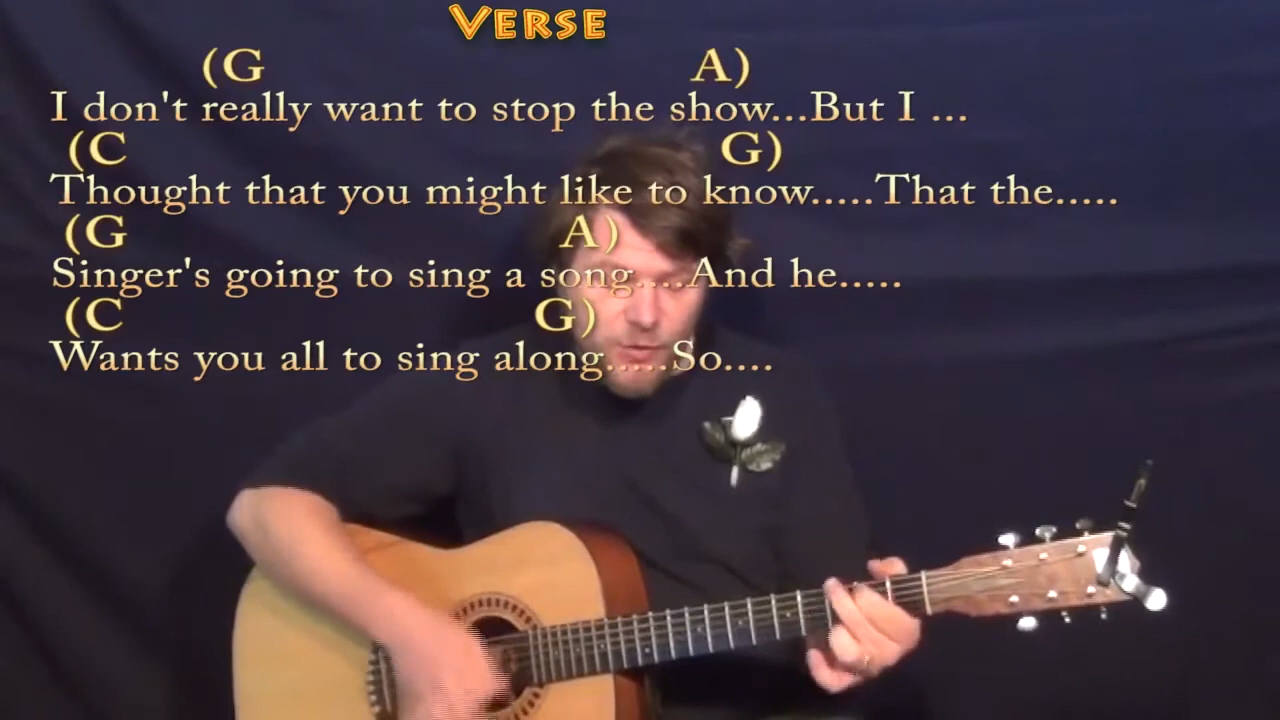 VERSE
(G A)
I don't really want to stop the show...But I ...
(C G)
Thought that you might like to know.....That the.....
(G A)
Singer's going to sing a song....And he.....
(C G)
Wants you all to sing along.....So....